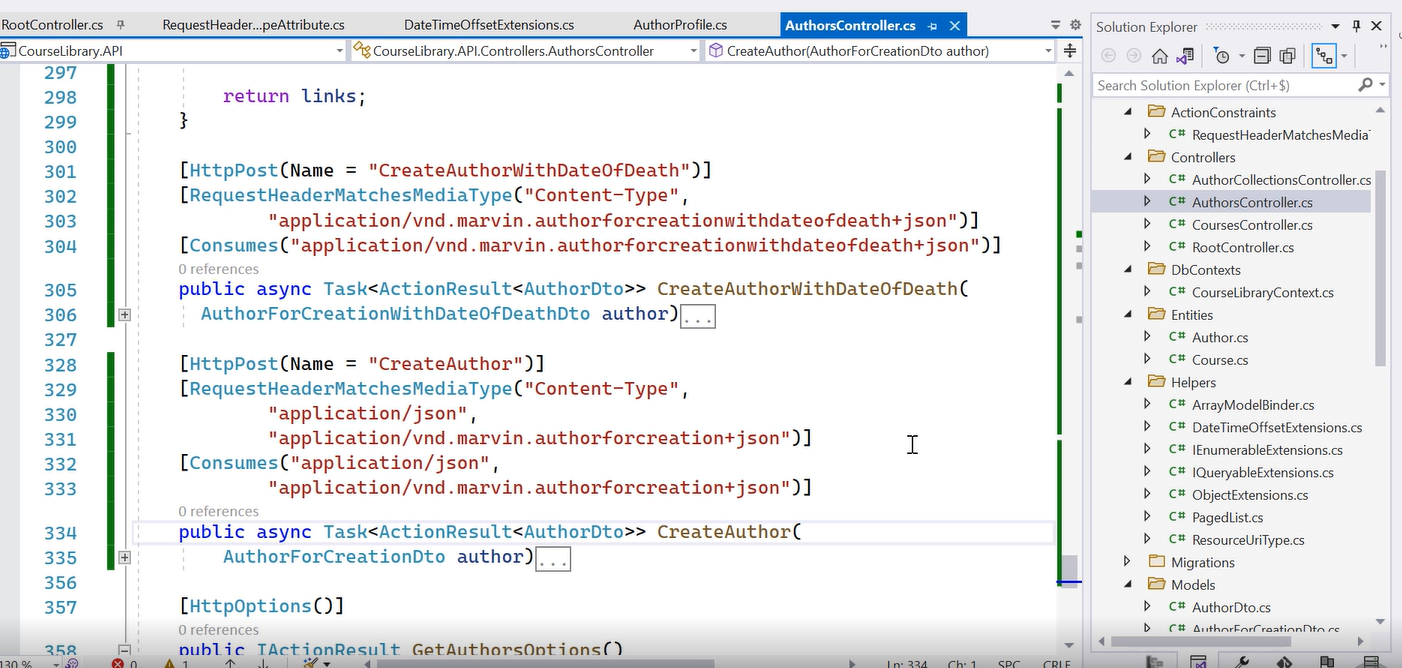 RootController.cs
RequestHeader...peAttribute.cs
DateTimeOffsetExtensions.cs
AuthorProfile.cs
AuthorsController.cs
CourseLibrary.API
CourseLibrary.API.Controllers.AuthorsController
CreateAuthor(AuthorForCreationDto author)
297
298 return links;
299 }
300
301 [HttpPost(Name = "CreateAuthorWithDateOfDeath")]
302 [RequestHeaderMatchesMediaType("Content-Type",
303 "application/vnd.marvin.authorforcreationwithdateofdeath+json")]
304 [Consumes("application/vnd.marvin.authorforcreationwithdateofdeath+json")]
0 references
305 public async Task<ActionResult<AuthorDto>> CreateAuthorWithDateOfDeath(
306 AuthorForCreationWithDateOfDeathDto author)...
327
328 [HttpPost(Name = "CreateAuthor")]
329 [RequestHeaderMatchesMediaType("Content-Type",
330 "application/json",
331 "application/vnd.marvin.authorforcreation+json")]
332 [Consumes("application/json",
333 "application/vnd.marvin.authorforcreation+json")]
0 references
334 public async Task<ActionResult<AuthorDto>> CreateAuthor(
335 AuthorForCreationDto author)...
356
357 [HttpOptions()]
0 references
358 public IActionResult GetAuthorsOptions()
130 %
0
1
Ln: 334 Ch: 1 SPC CRLF
Solution Explorer
Search Solution Explorer (Ctrl+$)
ActionConstraints
C# RequestHeaderMatchesMedia
Controllers
C# AuthorCollectionsController.cs
C# AuthorsController.cs
C# CoursesController.cs
C# RootController.cs
DbContexts
C# CourseLibraryContext.cs
Entities
C# Author.cs
C# Course.cs
Helpers
C# ArrayModelBinder.cs
C# DateTimeOffsetExtensions.cs
C# IEnumerableExtensions.cs
C# IQueryableExtensions.cs
C# ObjectExtensions.cs
C# PagedList.cs
C# ResourceUriType.cs
Migrations
Models
C# AuthorDto.cs
C# AuthorForCreationDto.cs